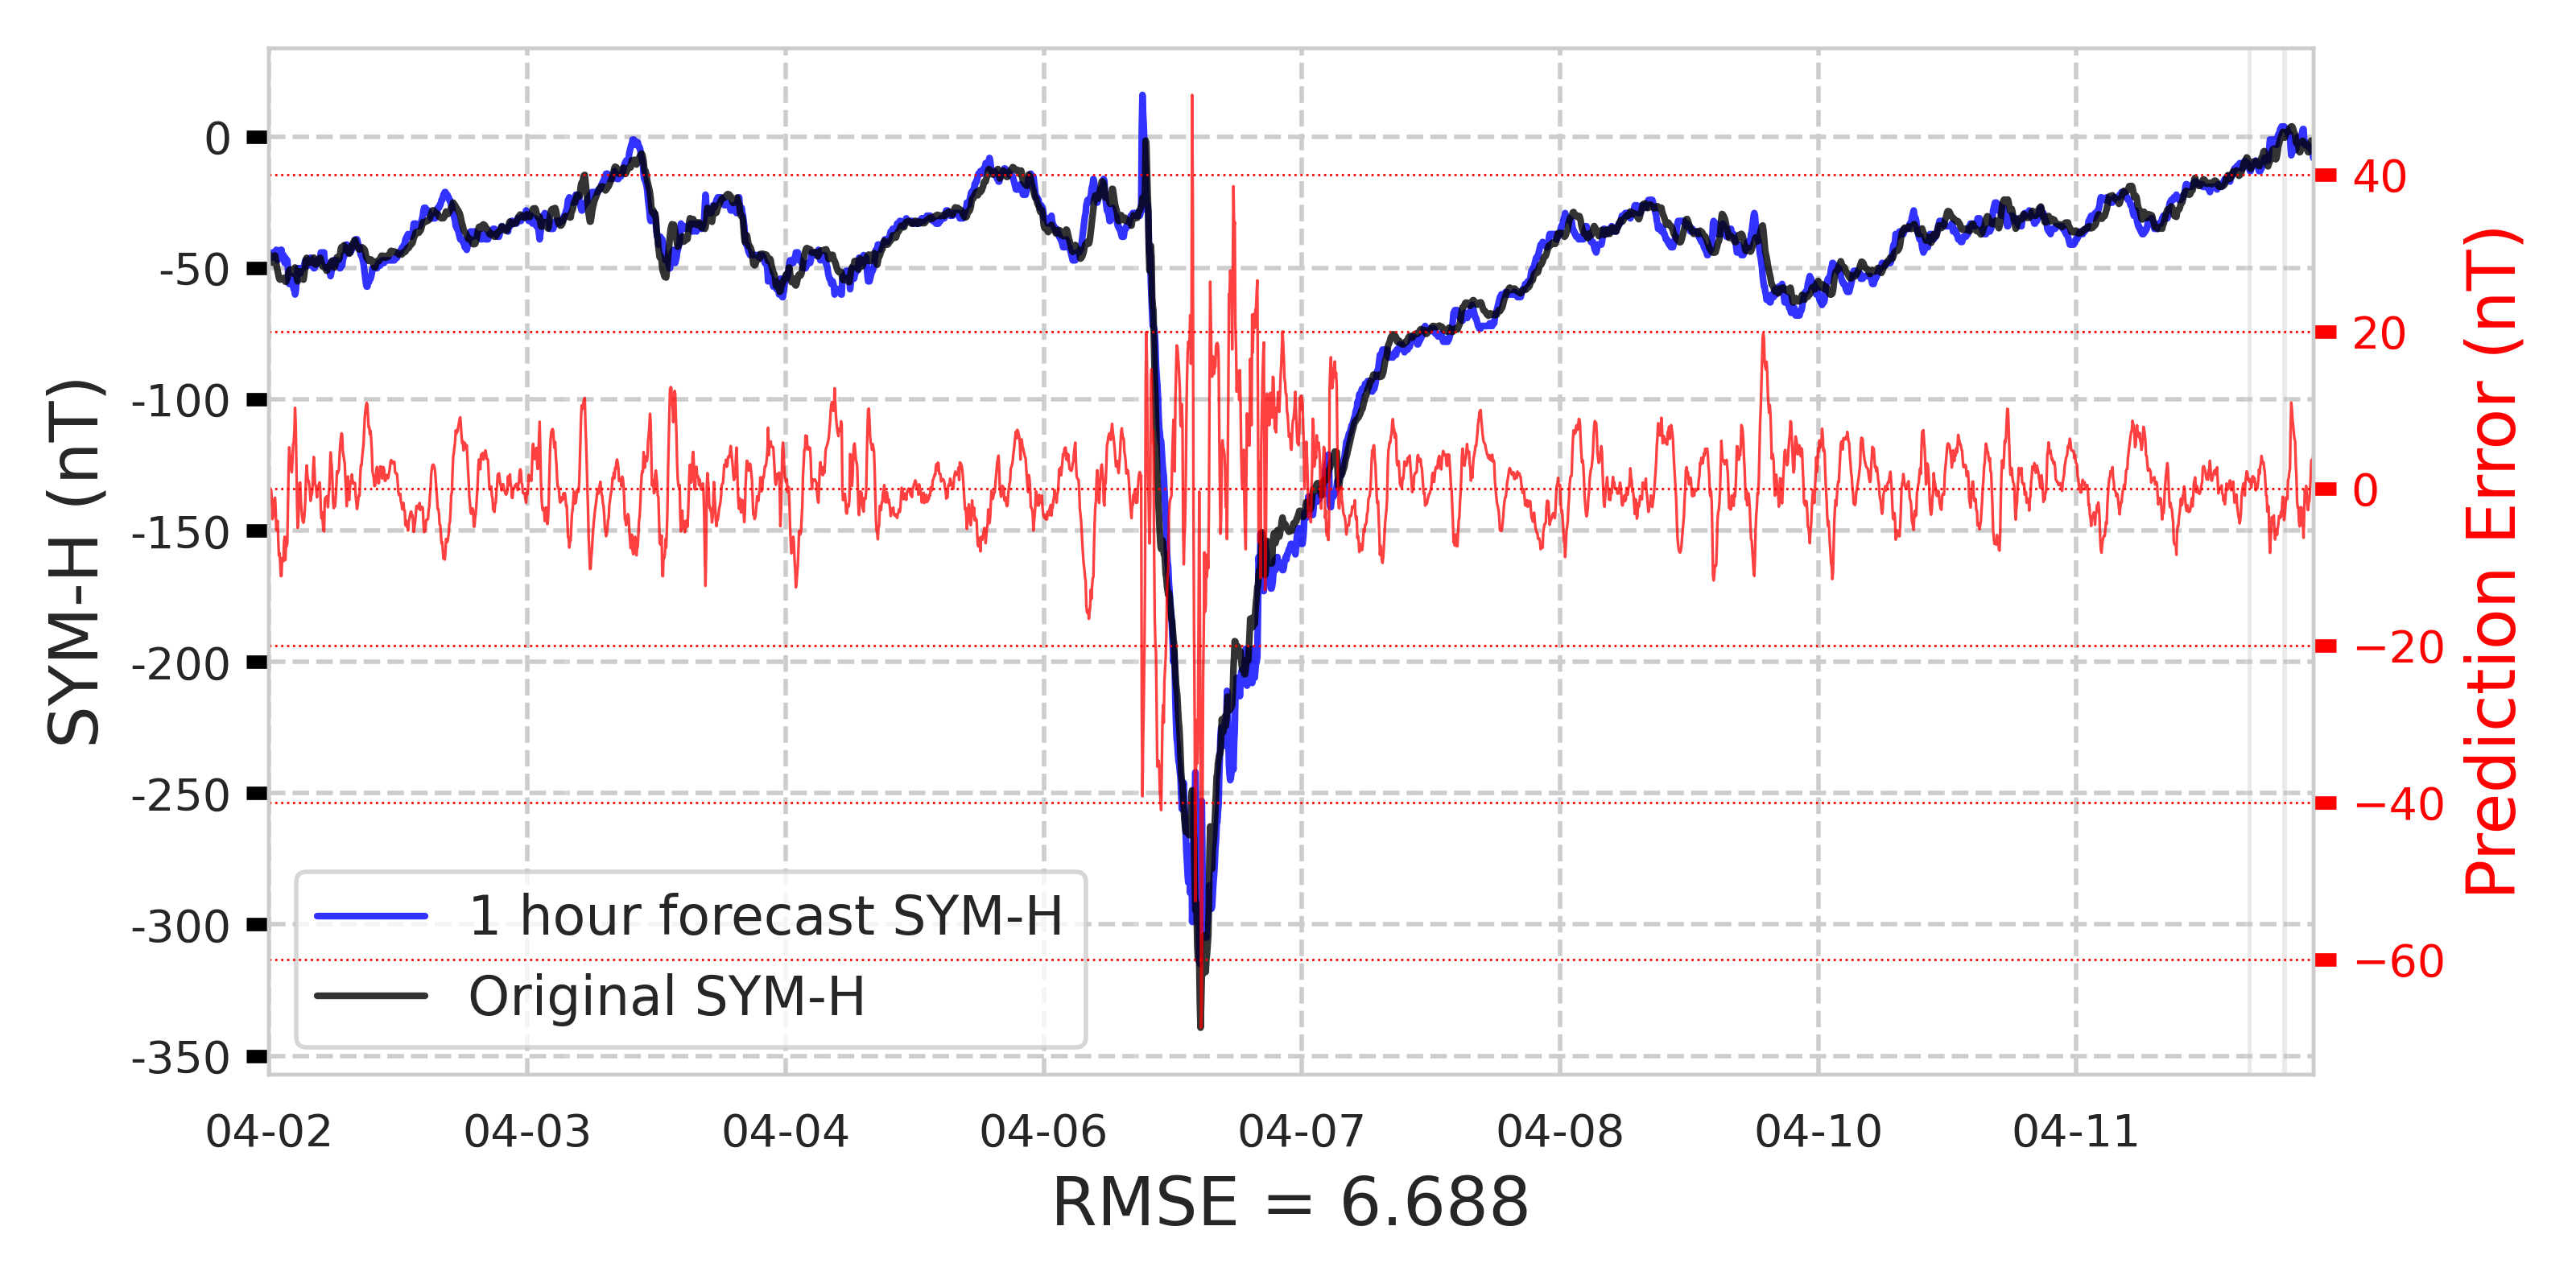 SYM-H (nT)
0
-50
-100
-150
-200
-250
-300
-350
1 hour forecast SYM-H
Original SYM-H
40
20
0
−20
−40
−60
Prediction Error (nT)
04-02 04-03 04-04 04-06 04-07 04-08 04-10 04-11
RMSE = 6.688